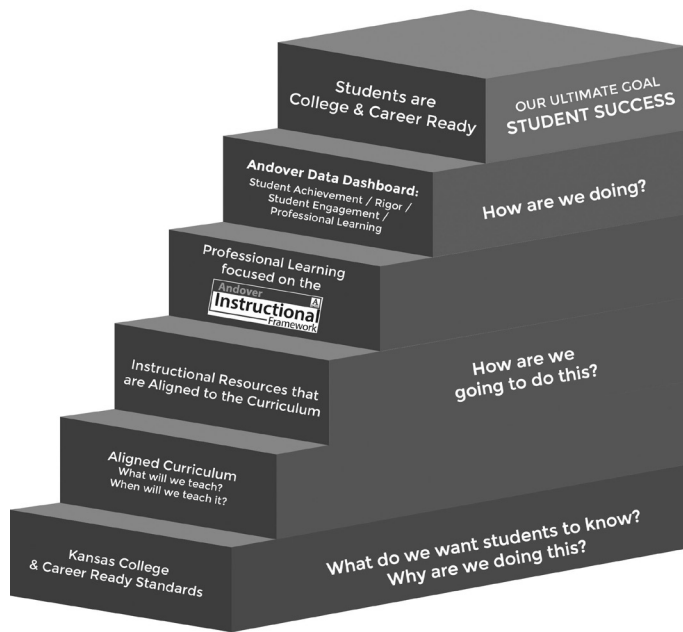 Students are
College & Career Ready
OUR ULTIMATE GOAL
STUDENT SUCCESS
Andover Data Dashboard:
Student Achievement / Rigor /
Student Engagement /
Professional Learning
How are we doing?
Professional Learning
focused on the
Andover
Instructional
Framework
Instructional Resources that
are Aligned to the Curriculum
How are we
going to do this?
Aligned Curriculum
What will we teach?
When will we teach it?
Kansas College
& Career Ready Standards
What do we want students to know?
Why are we doing this?